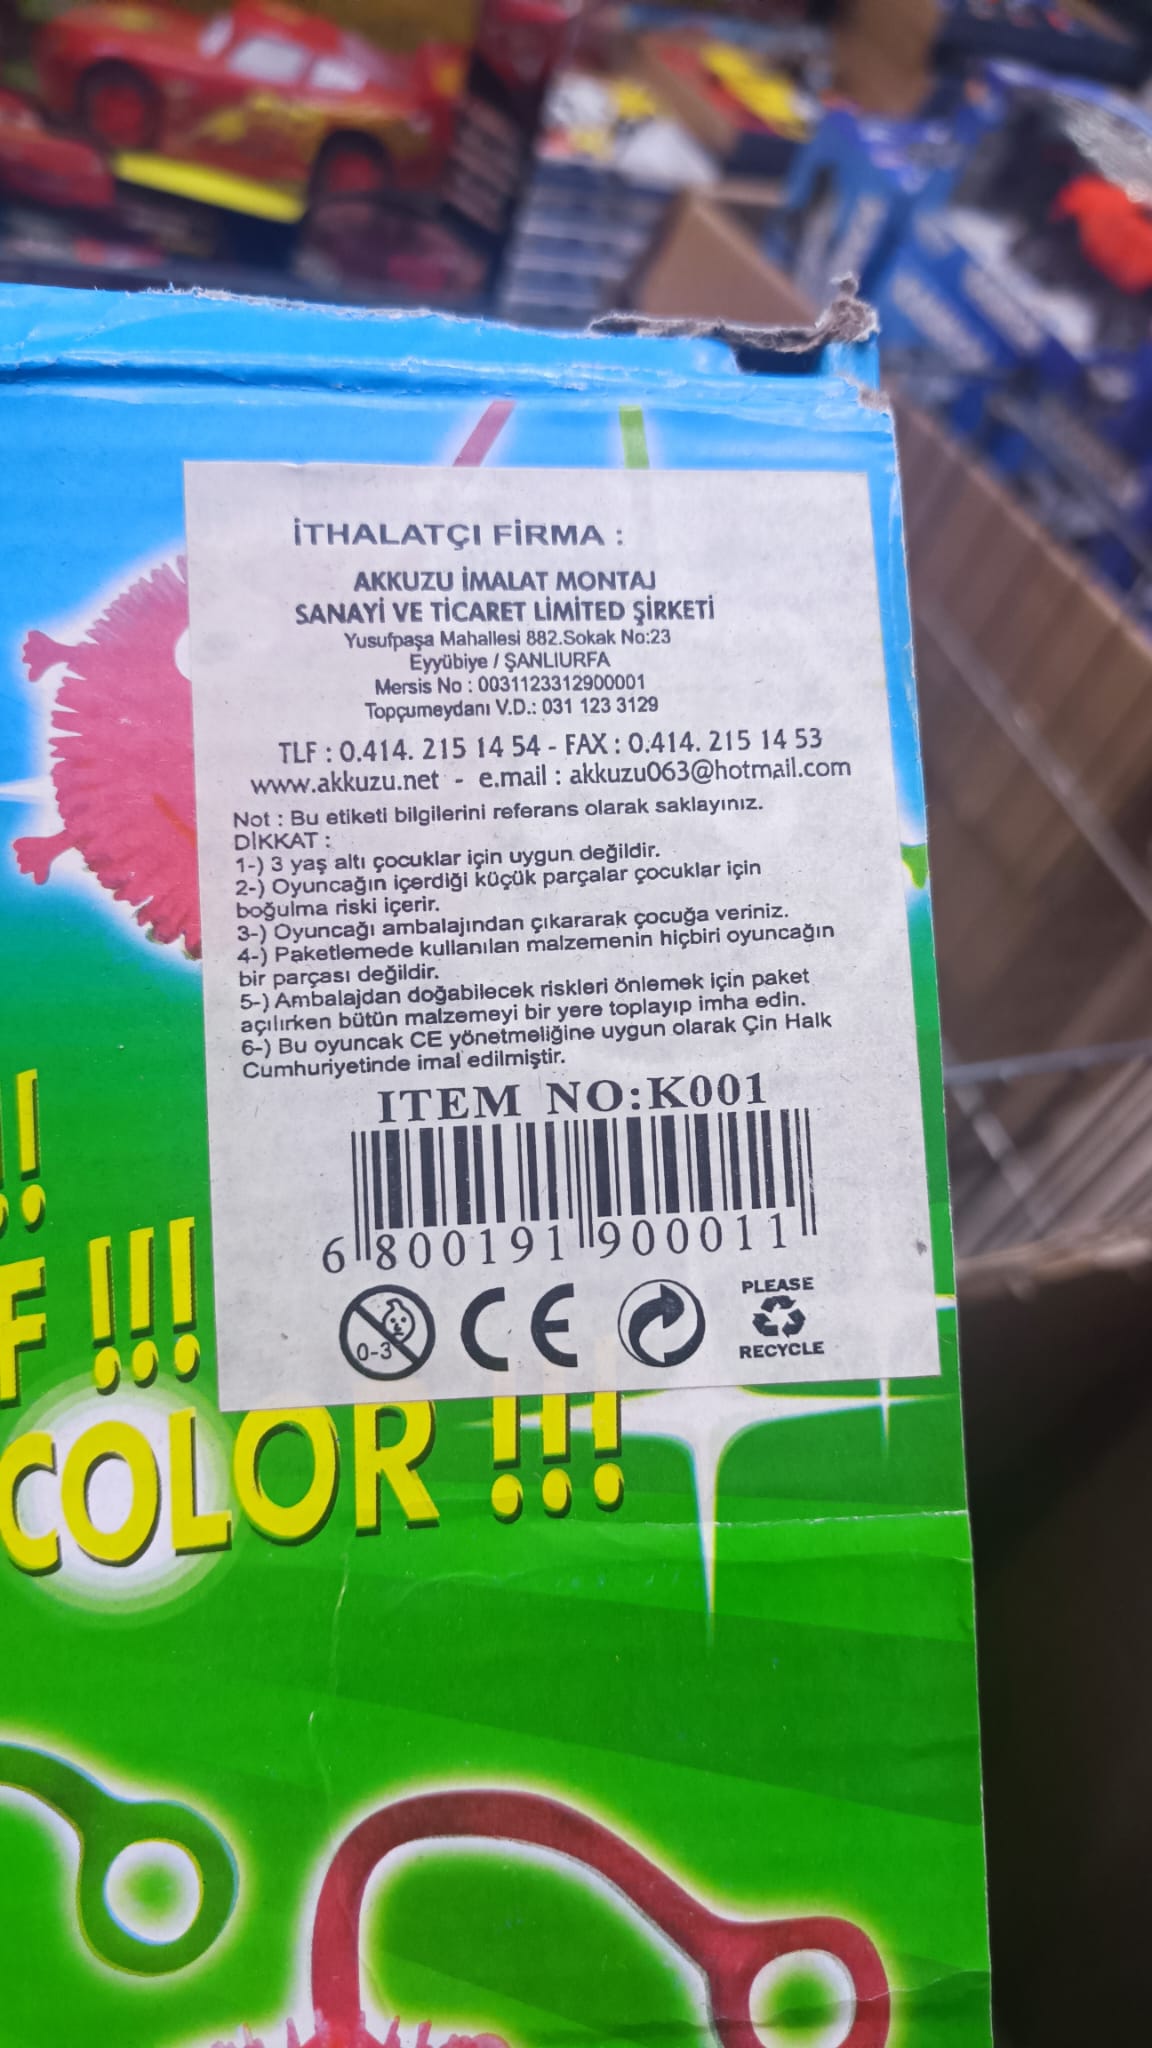 İTHALATÇI FİRMA :
AKKUZU İMALAT MONTAJ
SANAYİ VE TİCARET LİMİTED ŞİRKETİ
Yusufpaşa Mahallesi 882.Sokak No:23
Eyyübiye / ŞANLIURFA
Mersis No : 0031123312900001
Topçumeydanı V.D.: 031 123 3129
TLF : 0.414. 215 14 54 - FAX : 0.414. 215 14 53
www.akkuzu.net - e.mail : akkuzu063@hotmail.com
Not : Bu etiketi bilgilerini referans olarak saklayınız.
DİKKAT :
1-) 3 yaş altı çocuklar için uygun değildir.
2-) Oyuncağın içerdiği küçük parçalar çocuklar için
boğulma riski içerir.
3-) Oyuncağı ambalajından çıkararak çocuğa veriniz.
4-) Paketlemede kullanılan malzemenin hiçbiri oyuncağın
bir parçası değildir.
5-) Ambalajdan doğabilecek riskleri önlemek için paket
açılırken bütün malzemeyi bir yere toplayıp imha edin.
6-) Bu oyuncak CE yönetmeliğine uygun olarak Çin Halk
Cumhuriyetinde imal edilmiştir.
ITEM NO:K001
6 800191 900011
0-3 CE PLEASE
RECYCLE
!!
F !!!
COLOR !!!